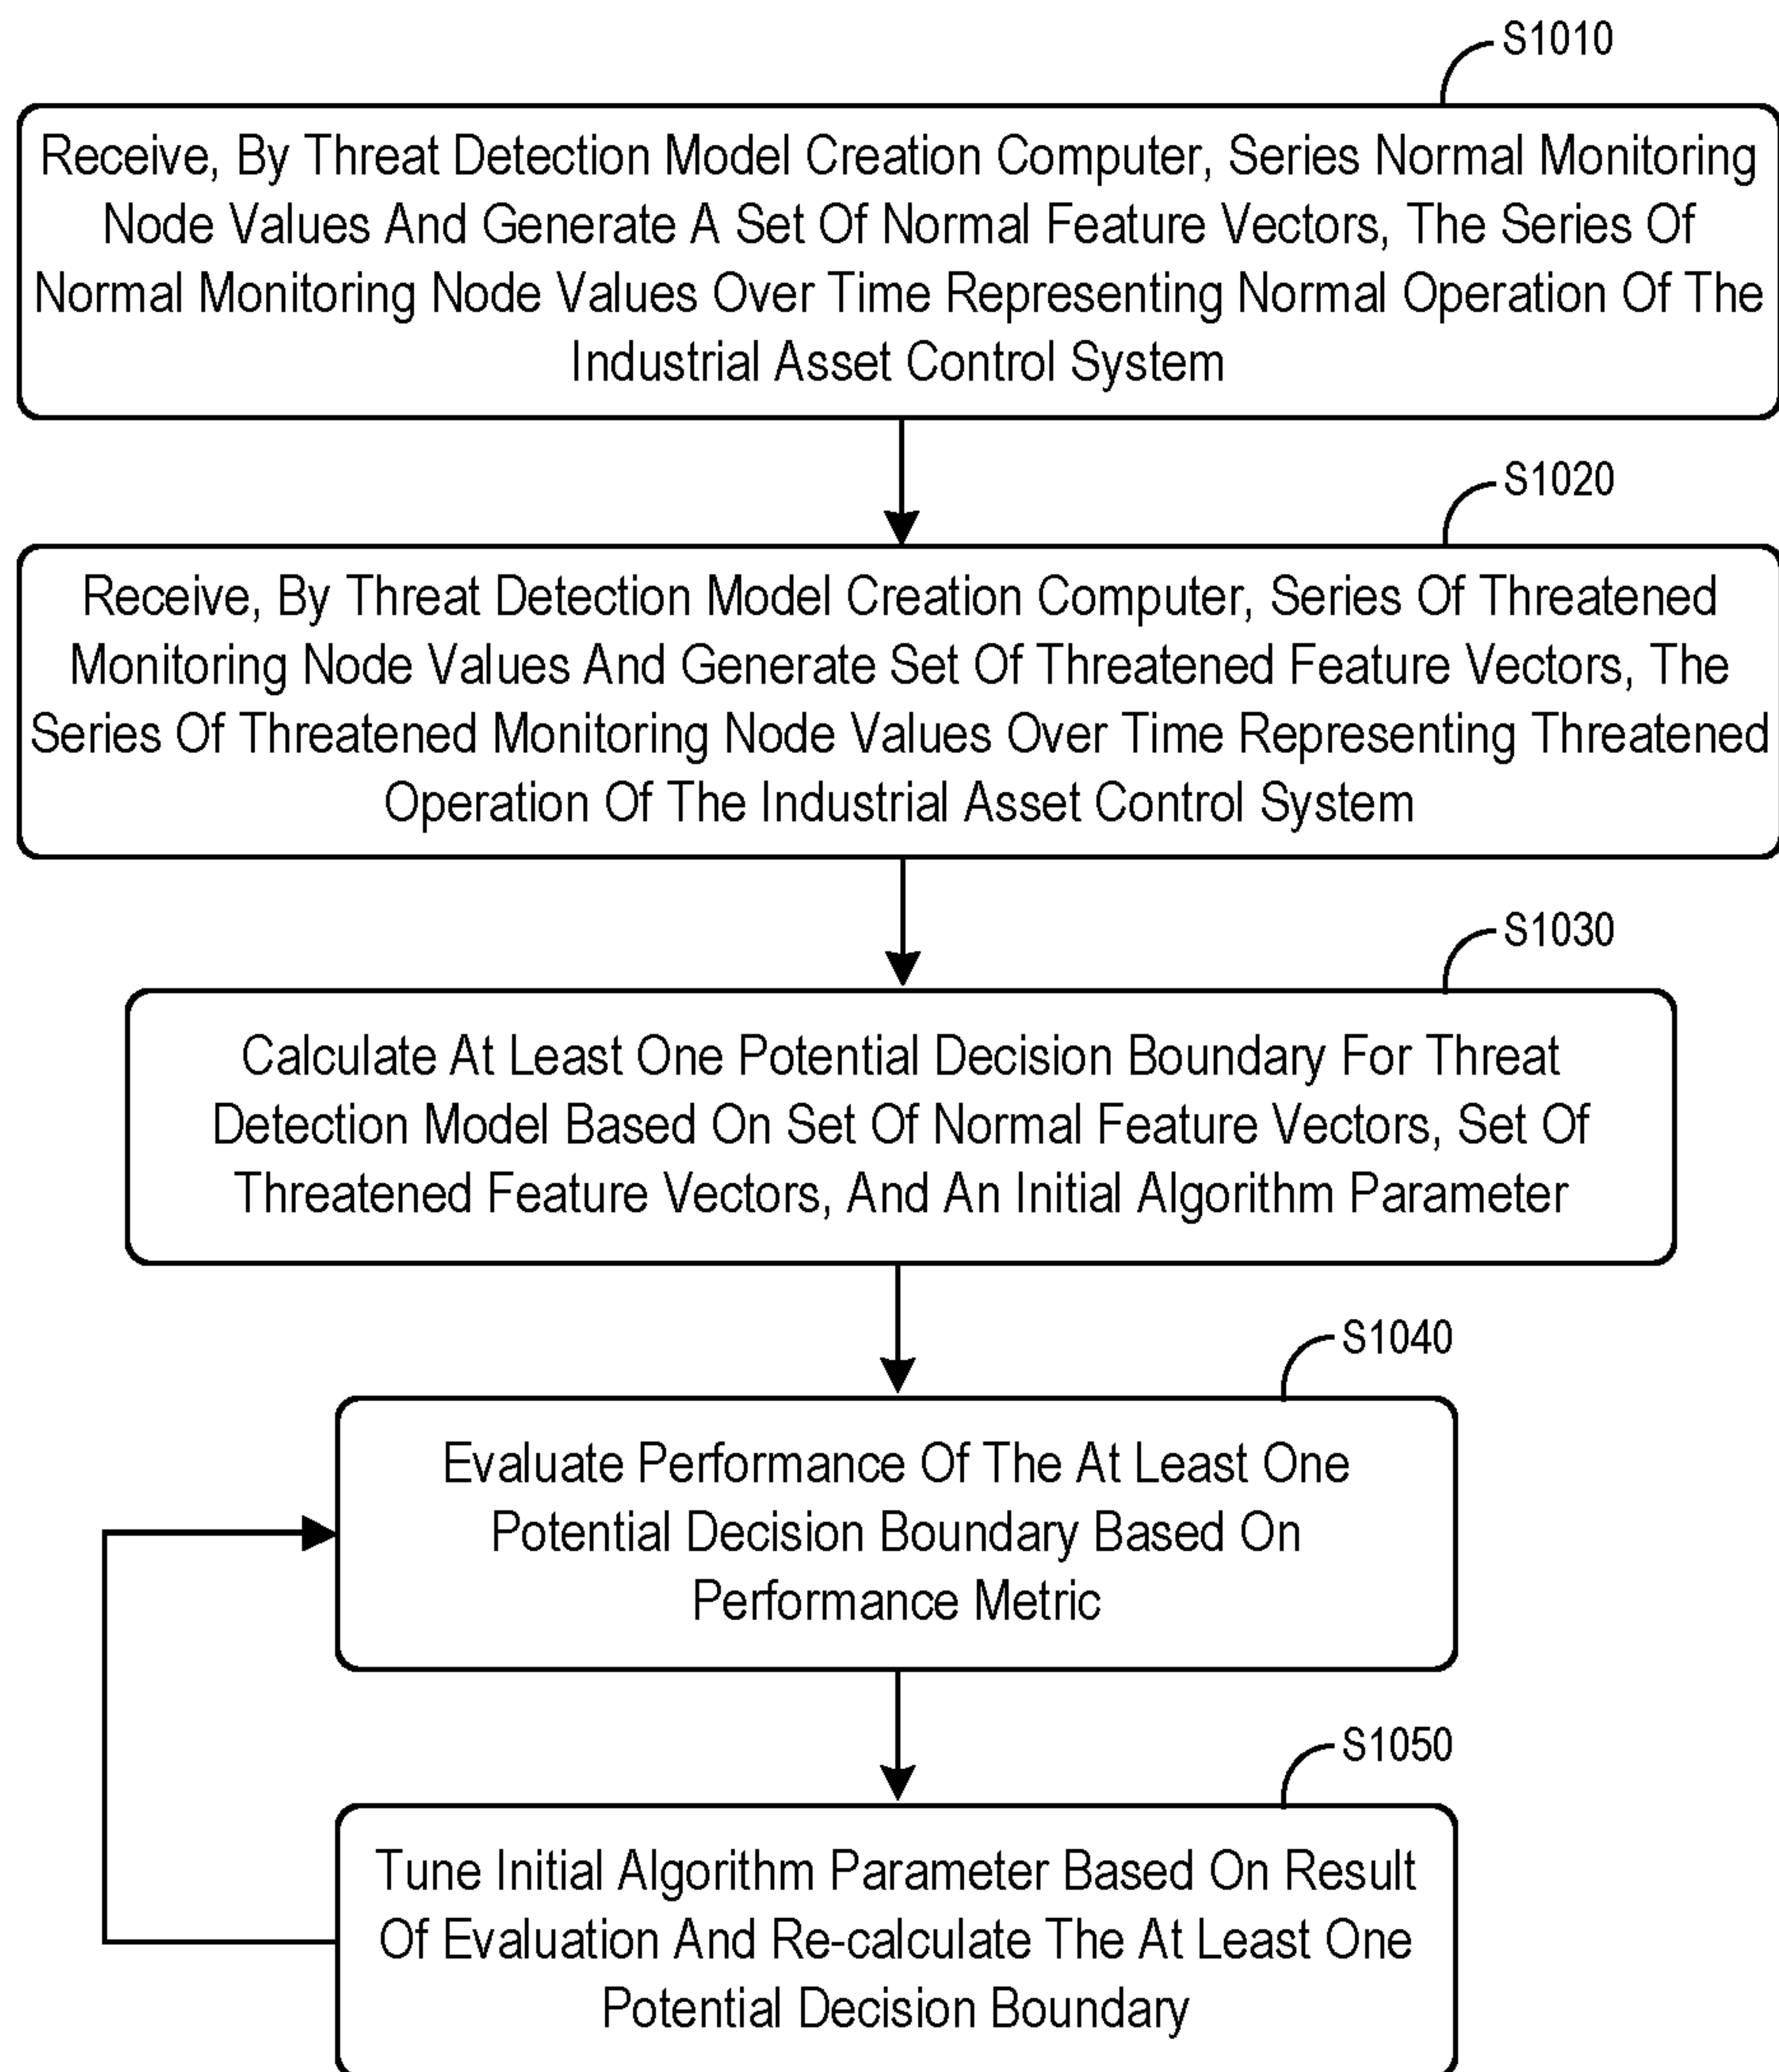 S1010
Receive, By Threat Detection Model Creation Computer, Series Normal Monitoring
Node Values And Generate A Set Of Normal Feature Vectors, The Series Of
Normal Monitoring Node Values Over Time Representing Normal Operation Of The
Industrial Asset Control System
S1020
Receive, By Threat Detection Model Creation Computer, Series Of Threatened
Monitoring Node Values And Generate Set Of Threatened Feature Vectors, The
Series Of Threatened Monitoring Node Values Over Time Representing Threatened
Operation Of The Industrial Asset Control System
S1030
Calculate At Least One Potential Decision Boundary For Threat
Detection Model Based On Set Of Normal Feature Vectors, Set Of
Threatened Feature Vectors, And An Initial Algorithm Parameter
S1040
Evaluate Performance Of The At Least One
Potential Decision Boundary Based On
Performance Metric
S1050
Tune Initial Algorithm Parameter Based On Result
Of Evaluation And Re-calculate The At Least One
Potential Decision Boundary